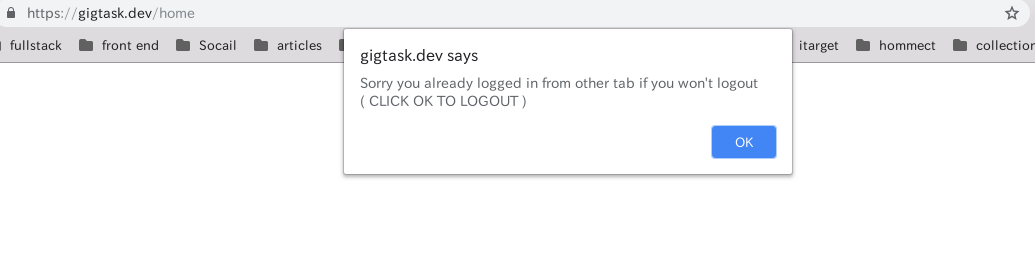 https://gigtask.dev/home
fullstack front end Socail articles itarget hommect collection
gigtask.dev says
Sorry you already logged in from other tab if you won't logout
( CLICK OK TO LOGOUT )
OK